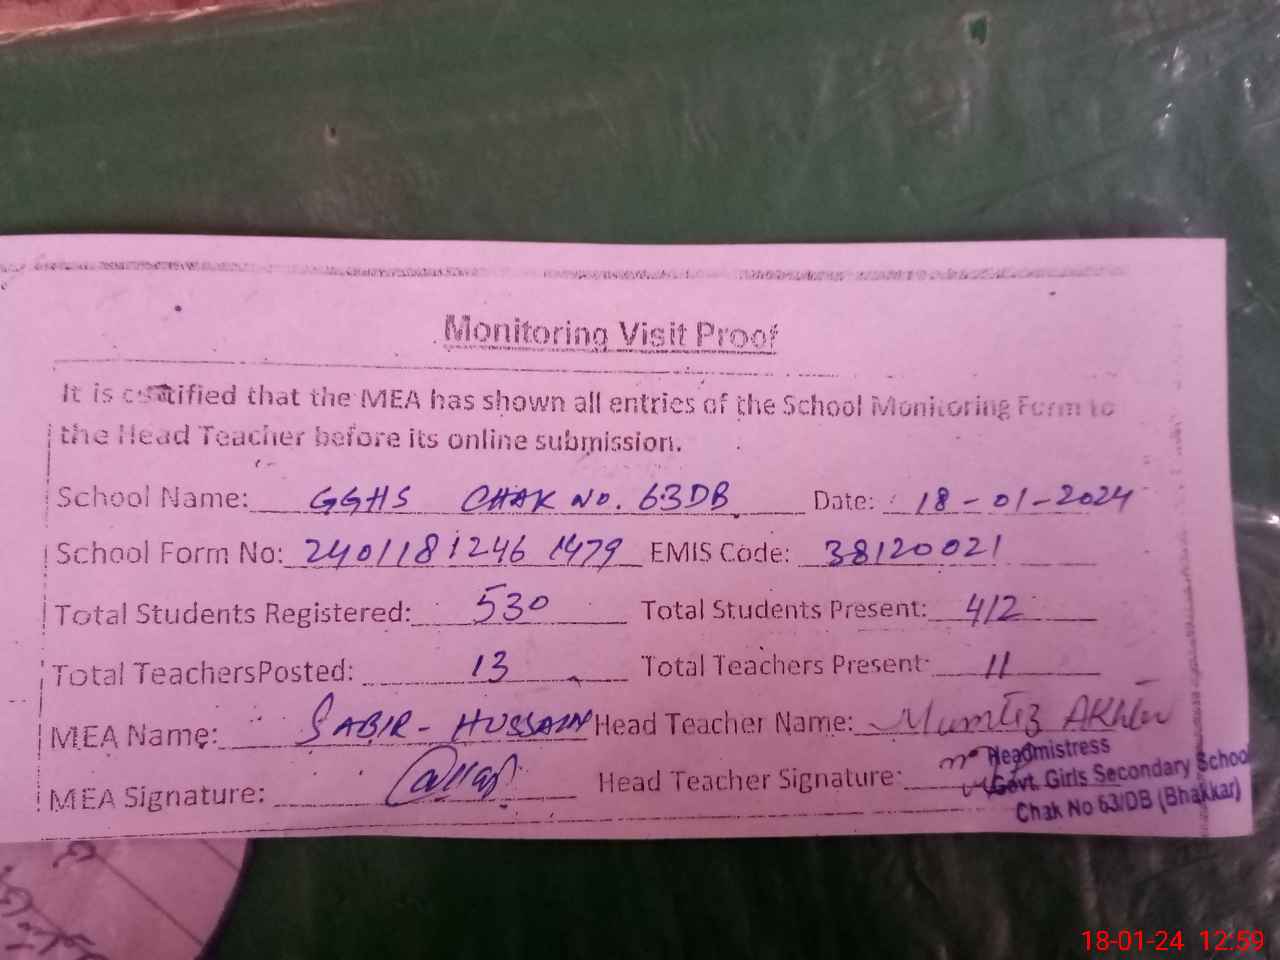 Monitoring Visit Proof
It is certified that the MEA has shown all entries of the School Monitoring Form to
the Head Teacher before its online submission.
School Name: GGHS CHAK NO. 63DB Date: 18-01-2024
School Form No: 2401181246 1479 EMIS Code: 38120021
Total Students Registered: 530 Total Students Present: 412
Total TeachersPosted: 13 Total Teachers Present: 11
MEA Name: SABIR-HUSSAIN Head Teacher Name: Mumtaz Akhtar
MEA Signature: Head Teacher Signature:
Headmistress
Govt. Girls Secondary School
Chak No 63/DB (Bhakkar)
18-01-24 12:59